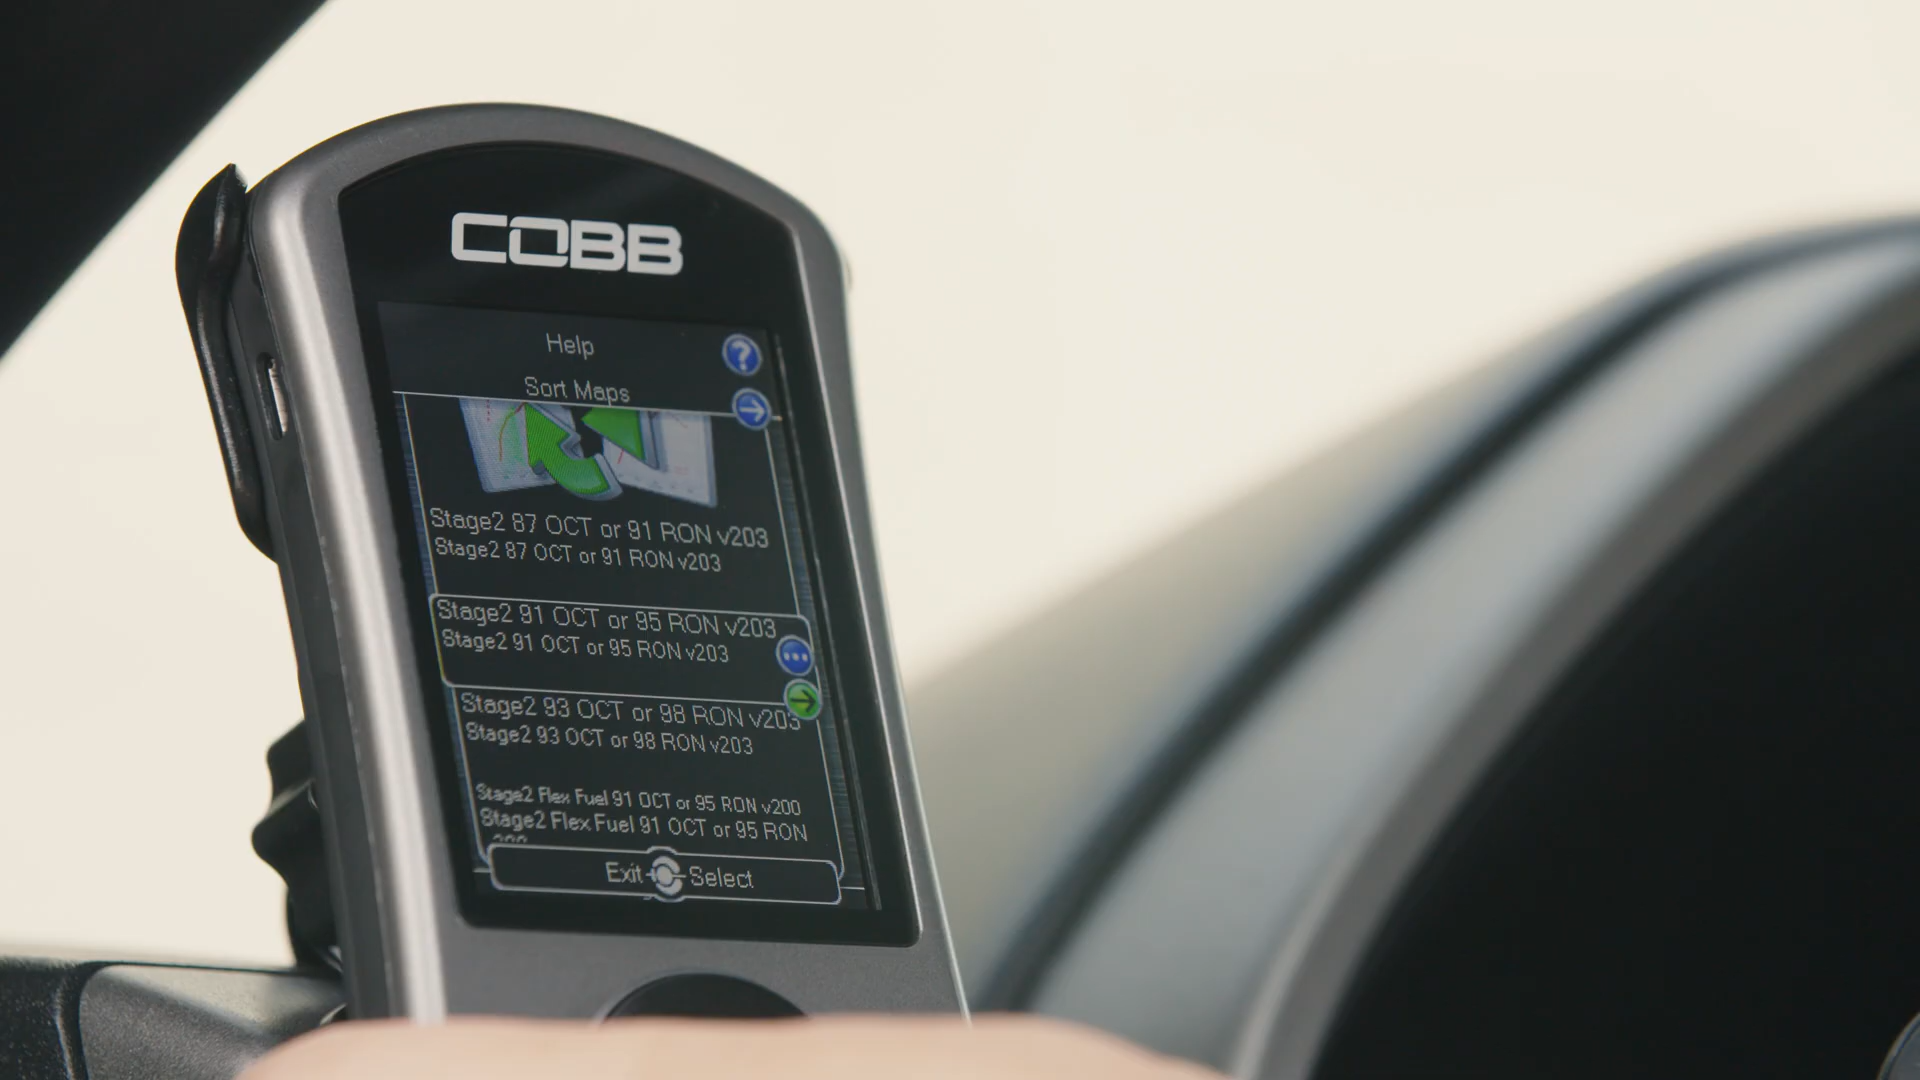 COBB
Help
Sort Maps
Stage2 87 OCT or 91 RON v203
Stage2 87 OCT or 91 RON v203
Stage2 91 OCT or 95 RON v203
Stage2 91 OCT or 95 RON v203
Stage2 93 OCT or 98 RON v203
Stage2 93 OCT or 98 RON v203
Stage2 Flex Fuel 91 OCT or 95 RON v200
Stage2 Flex Fuel 91 OCT or 95 RON
Exit Select